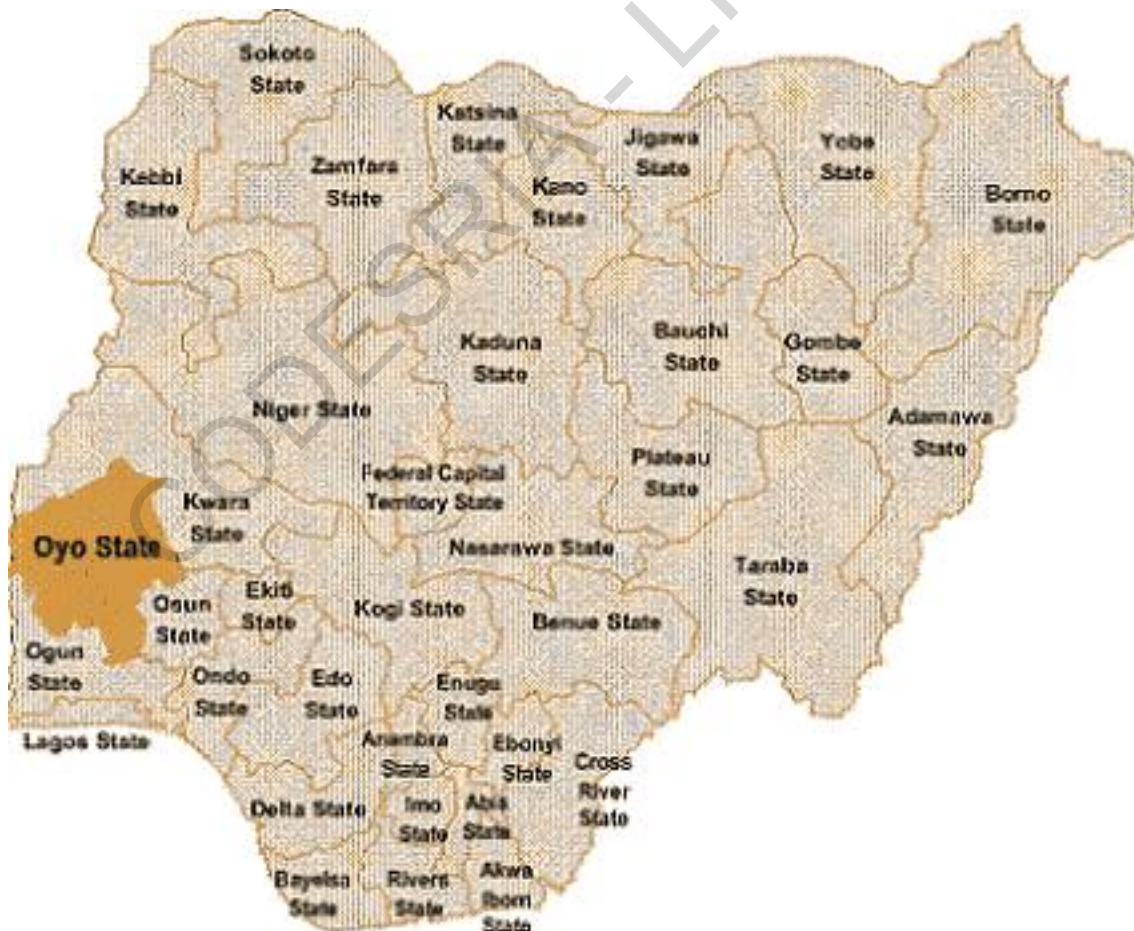 Sokoto
State
Katsina
State
Jigawa
State
Yobe
State
Kebbi
State
Zamfara
State
Kano
State
Borno
State
Kaduna
State
Bauchi
State
Gombe
State
Niger State
Adamawa
State
Federal Capital
Territory State
Plateau
State
Kwara
State
Oyo State
Nasarawa State
Taraba
State
Osun
State
Ekiti
State
Kogi State
Benue State
Ogun
State
Ondo
State
Edo
State
Enugu
State
Lagos State
Anambra
State
Ebonyi
State
Cross
River
State
Delta State
Imo
State
Abia
State
Bayelsa
State
Rivers
State
Akwa
Ibom
State
CODESRIA - LI